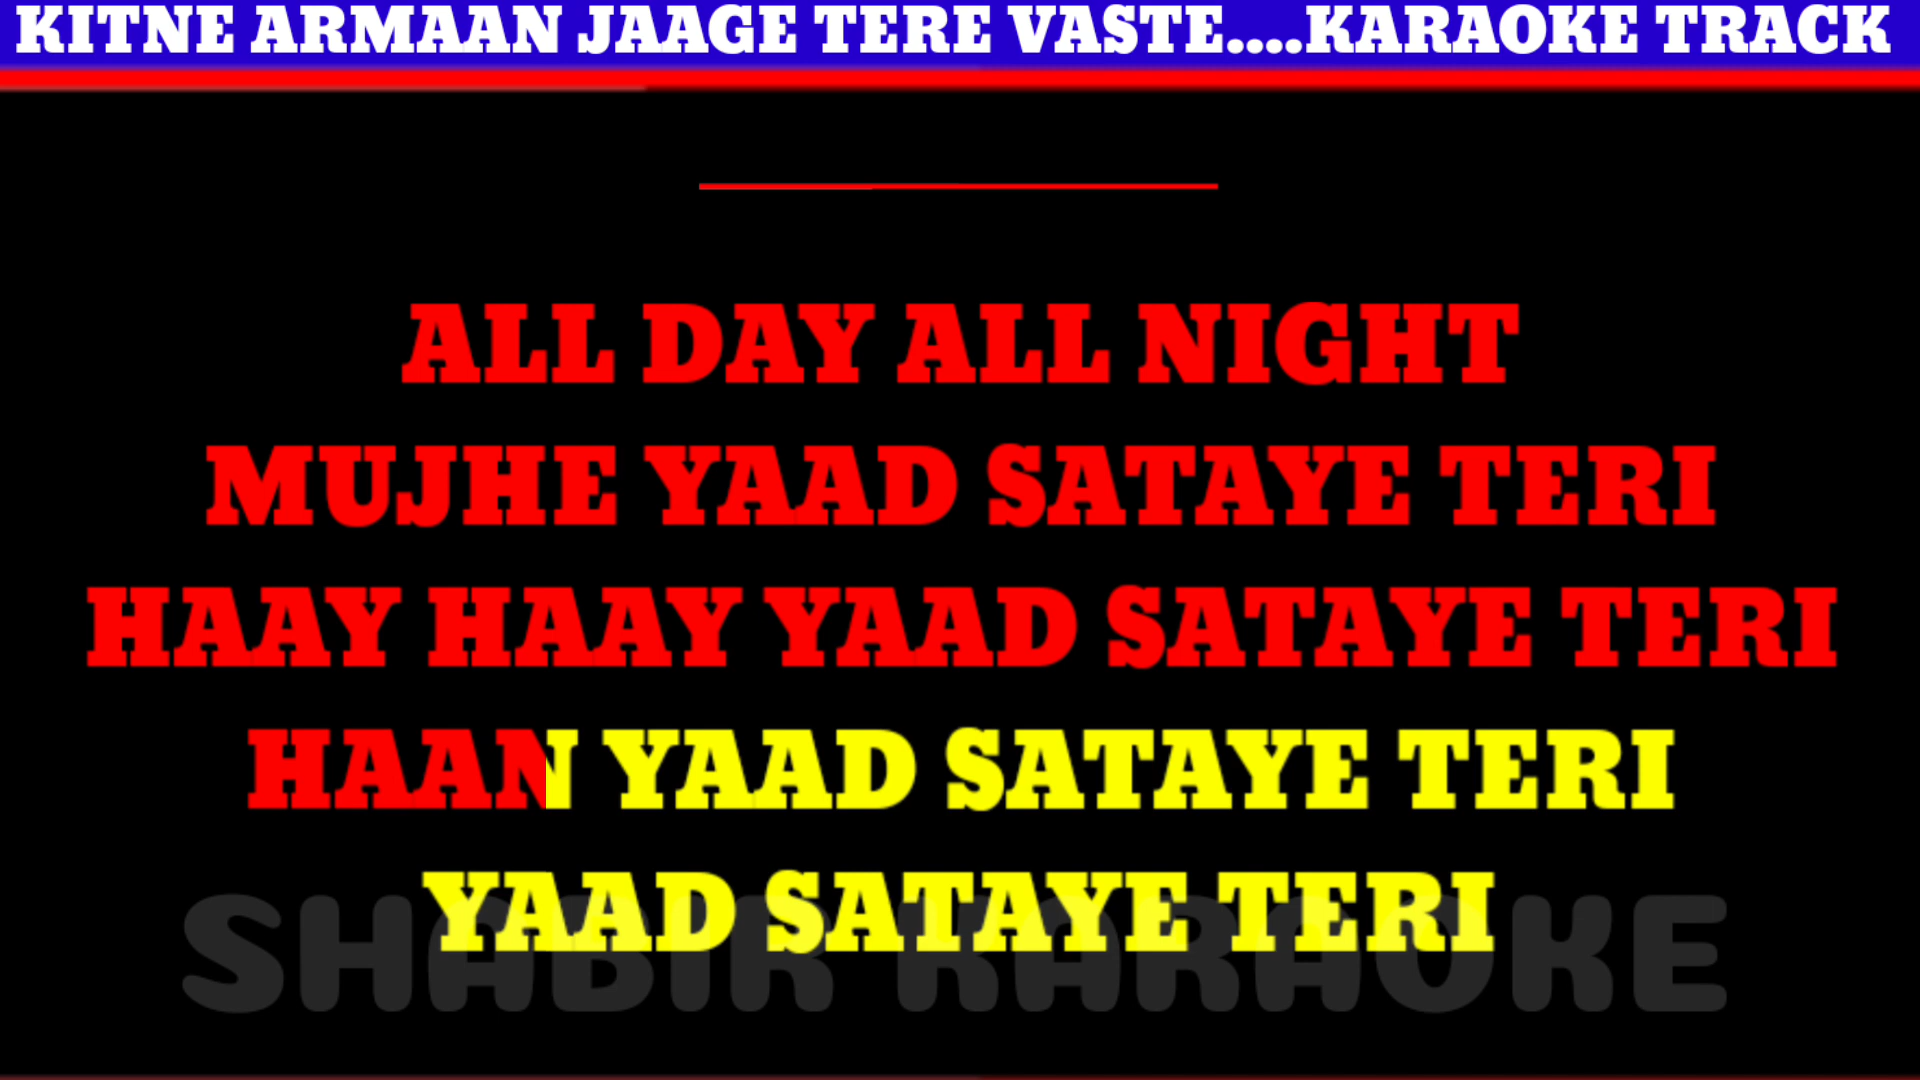 KITNE ARMAAN JAAGE TERE VASTE....KARAOKE TRACK
ALL DAY ALL NIGHT
MUJHE YAAD SATAYE TERI
HAAY HAAY YAAD SATAYE TERI
HAAN YAAD SATAYE TERI
YAAD SATAYE TERI
SHABIR KARAOKE